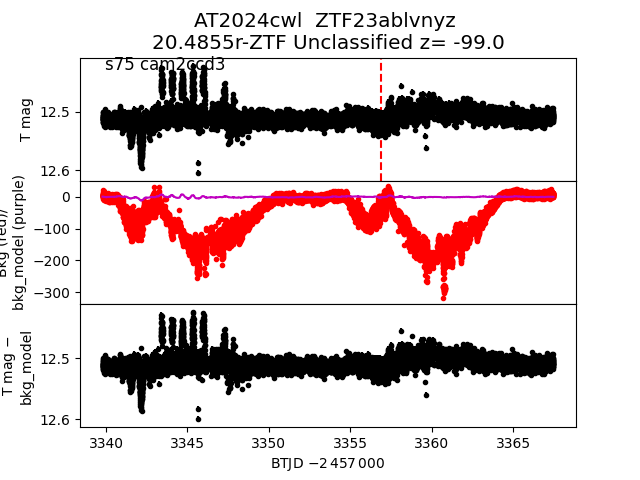 AT2024cwl  ZTF23ablvnyz
20.4855r-ZTF Unclassified z= -99.0
s75 cam2ccd3
T mag
12.5
12.6
Bkg (red)/
bkg_model (purple)
0
−100
−200
−300
T mag −
bkg_model
12.5
12.6
3340 3345 3350 3355 3360 3365
BTJD −2 457 000